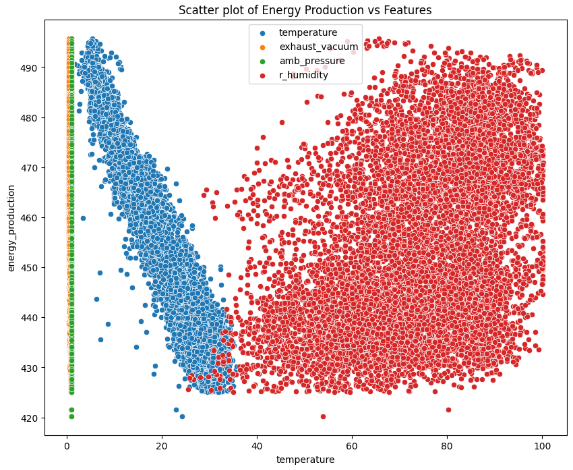 Scatter plot of Energy Production vs Features
temperature
exhaust_vacuum
amb_pressure
r_humidity
490
480
470
460
450
440
430
420
energy_production
0 20 40 60 80 100
temperature